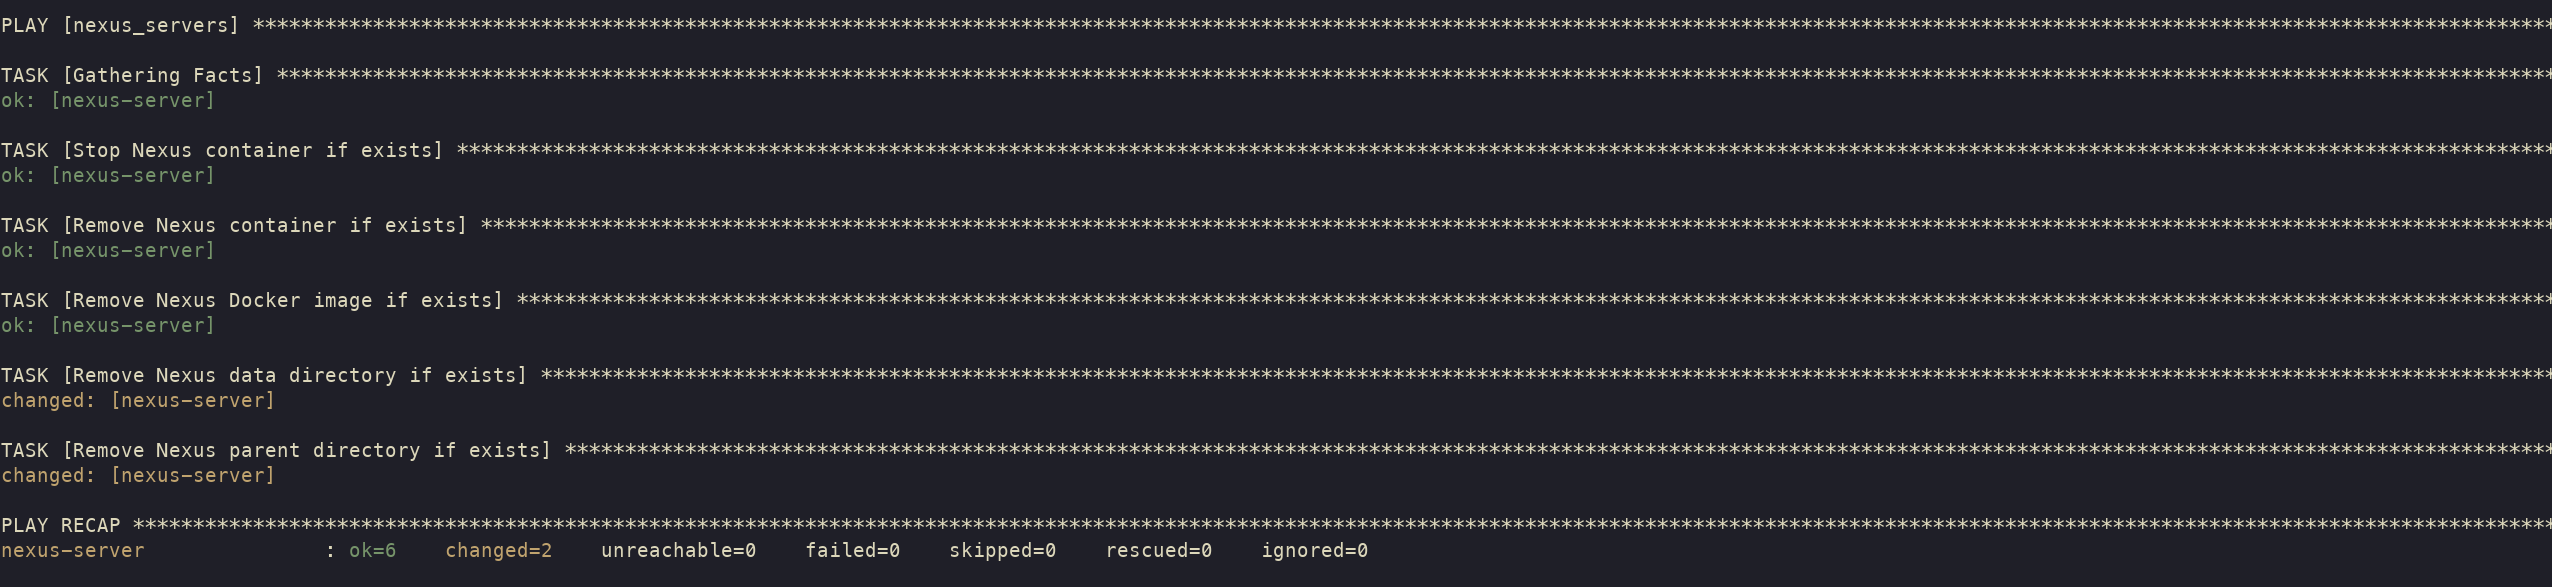 PLAY [nexus_servers] ****************************************************************************************************************************************************************************************************************
TASK [Gathering Facts] **************************************************************************************************************************************************************************************************************
ok: [nexus-server]
TASK [Stop Nexus container if exists] ***********************************************************************************************************************************************************************************************
ok: [nexus-server]
TASK [Remove Nexus container if exists] *********************************************************************************************************************************************************************************************
ok: [nexus-server]
TASK [Remove Nexus Docker image if exists] ******************************************************************************************************************************************************************************************
ok: [nexus-server]
TASK [Remove Nexus data directory if exists] ****************************************************************************************************************************************************************************************
changed: [nexus-server]
TASK [Remove Nexus parent directory if exists] **************************************************************************************************************************************************************************************
changed: [nexus-server]
PLAY RECAP **************************************************************************************************************************************************************************************************************************
nexus-server               : ok=6    changed=2    unreachable=0    failed=0    skipped=0    rescued=0    ignored=0